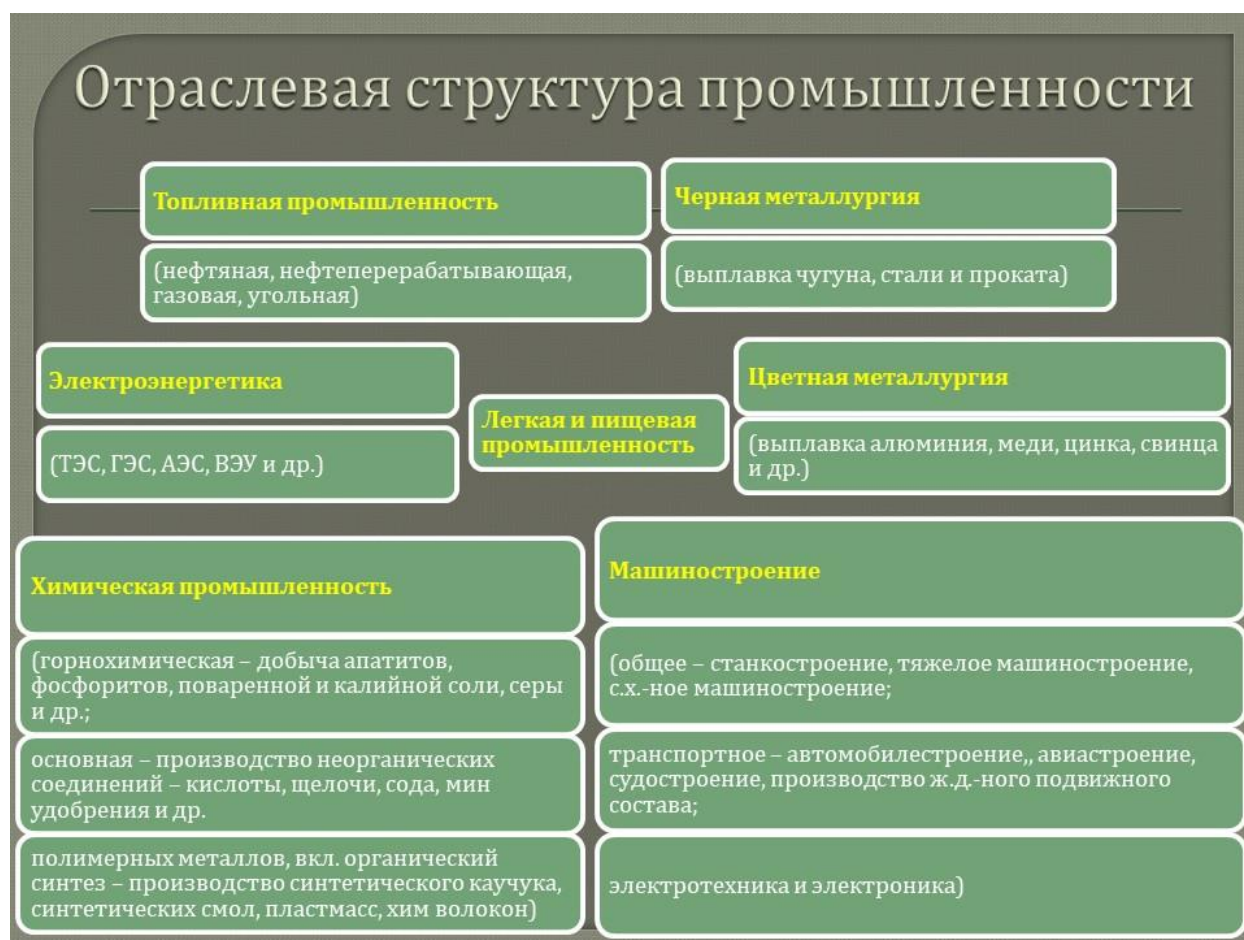 Отраслевая структура промышленности
Топливная промышленность
(нефтяная, нефтеперерабатывающая,
газовая, угольная)
Черная металлургия
(выплавка чугуна, стали и проката)
Электроэнергетика
(ТЭС, ГЭС, АЭС, ВЭУ и др.)
Легкая и пищевая
промышленность
Цветная металлургия
(выплавка алюминия, меди, цинка, свинца
и др.)
Химическая промышленность
(горнохимическая – добыча апатитов,
фосфоритов, поваренной и калийной соли, серы
и др.;
основная – производство неорганических
соединений – кислоты, щелочи, сода, мин
удобрения и др.
полимерных металлов, вкл. органический
синтез – производство синтетического каучука,
синтетических смол, пластмасс, хим волокон)
Машиностроение
(общее – станкостроение, тяжелое машиностроение,
с.х.-ное машиностроение;
транспортное – автомобилестроение,, авиастроение,
судостроение, производство ж.д.-ного подвижного
состава;
электротехника и электроника)